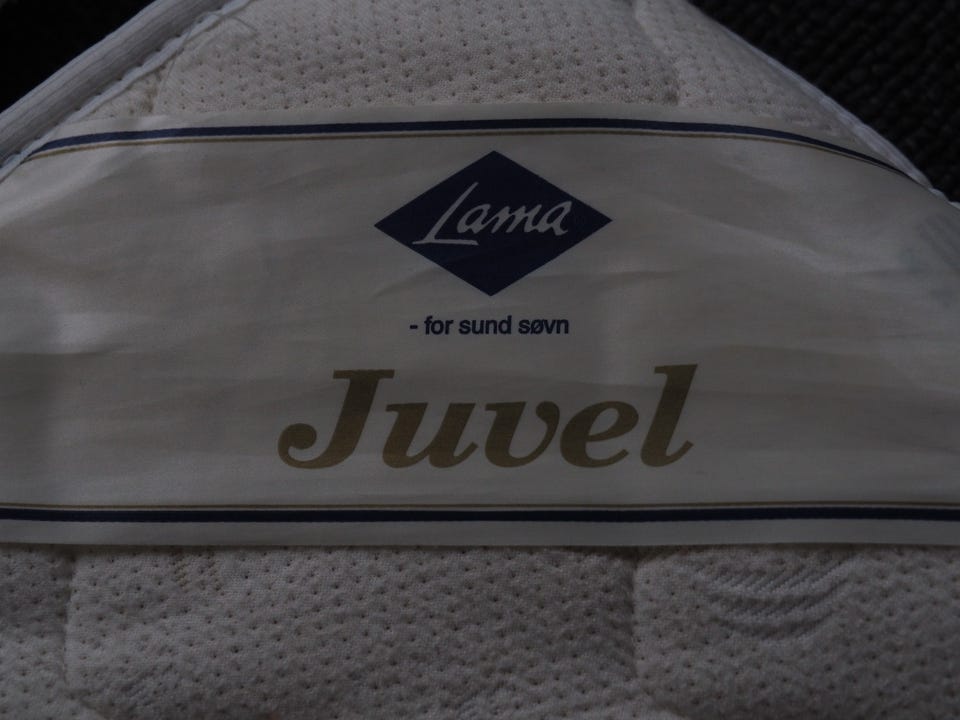 Lama
- for sund søvn
Juvel